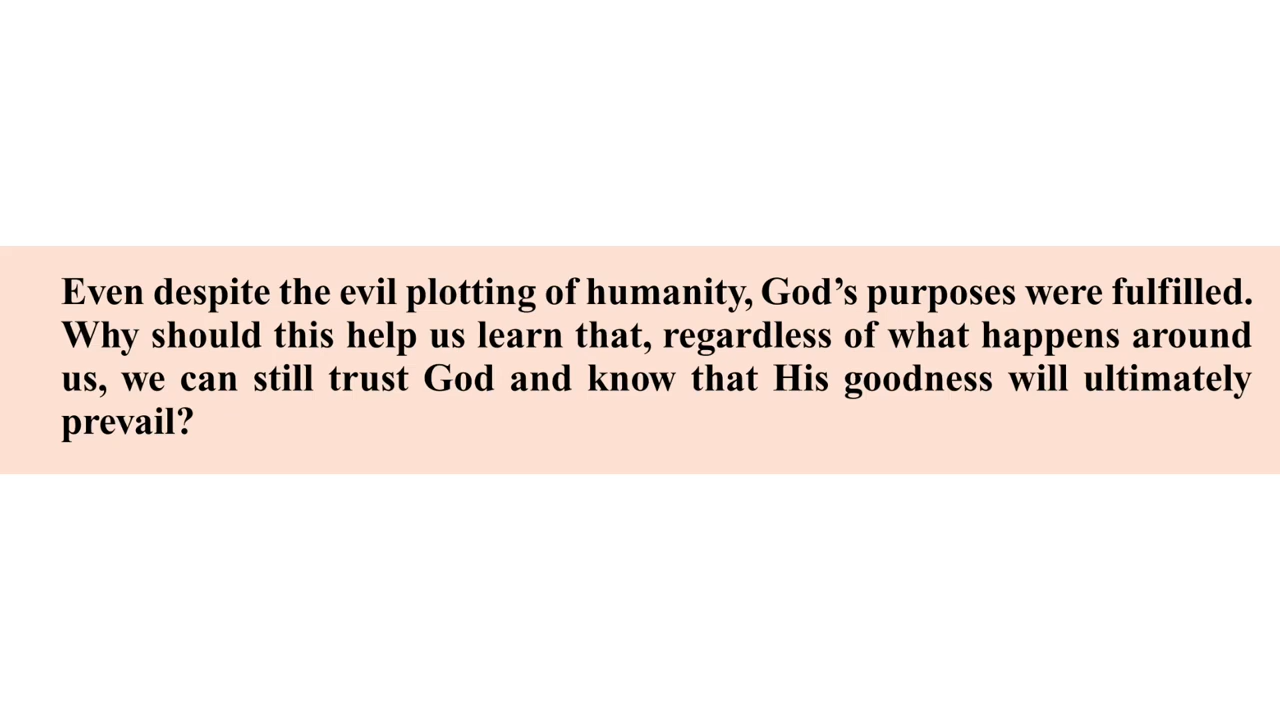 Even despite the evil plotting of humanity, God’s purposes were fulfilled.
Why should this help us learn that, regardless of what happens around
us, we can still trust God and know that His goodness will ultimately
prevail?